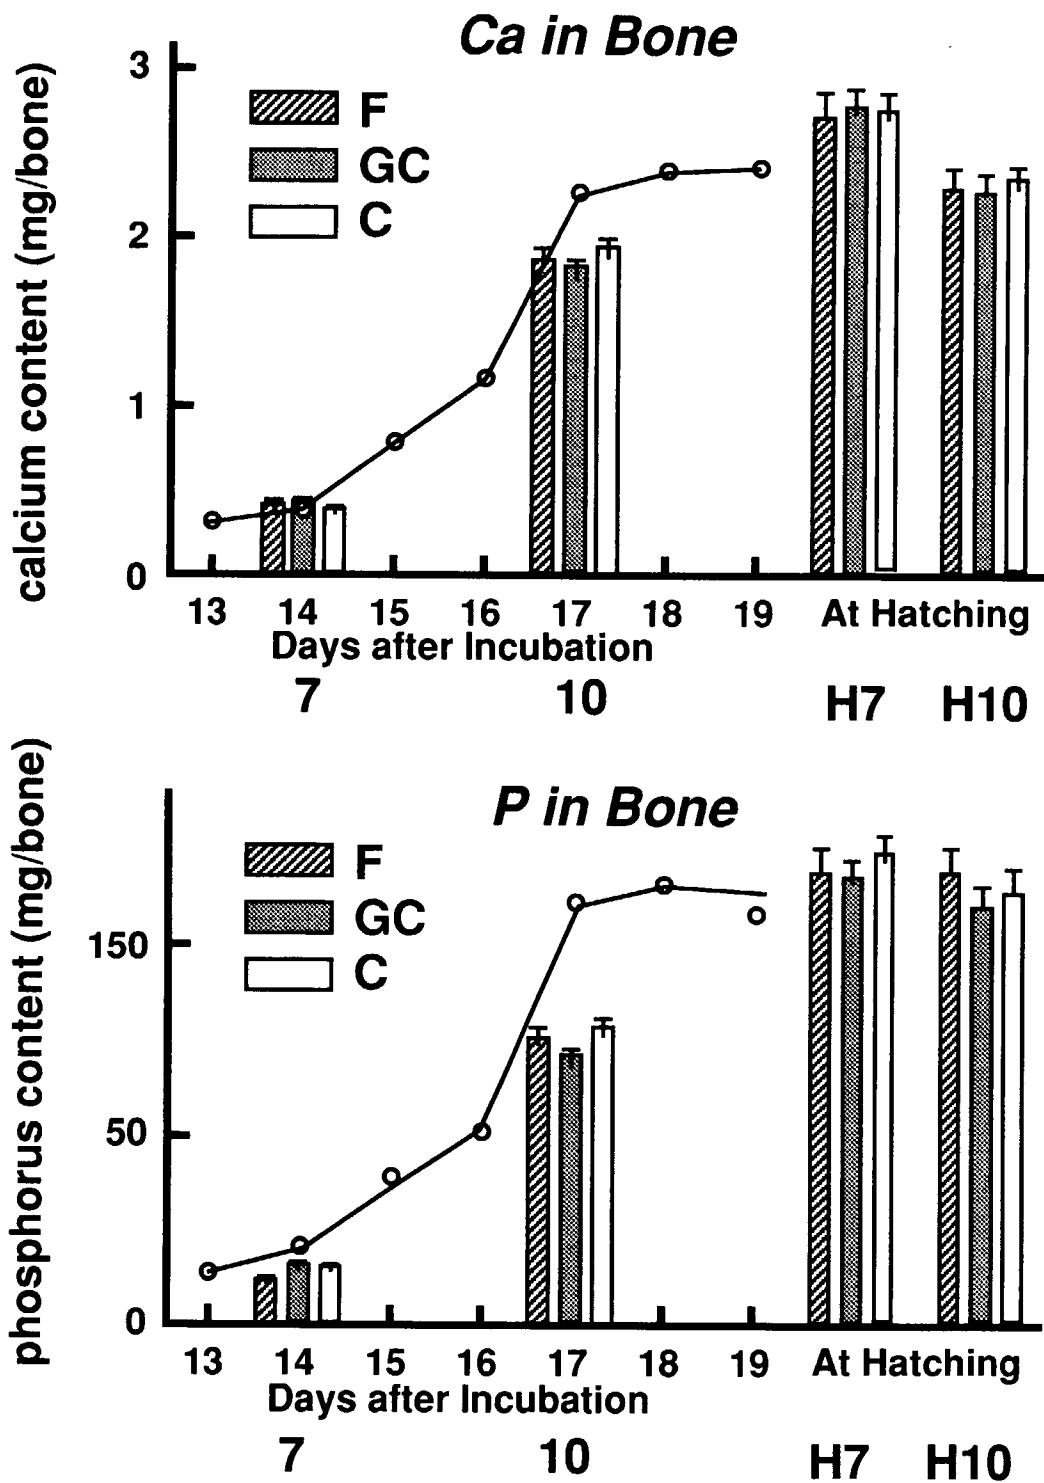 Ca in Bone
calcium content (mg/bone)
3
2
1
0
F
GC
C
13 14 15 16 17 18 19 At Hatching
Days after Incubation
7 10 H7 H10
P in Bone
phosphorus content (mg/bone)
150
50
0
F
GC
C
13 14 15 16 17 18 19 At Hatching
Days after Incubation
7 10 H7 H10